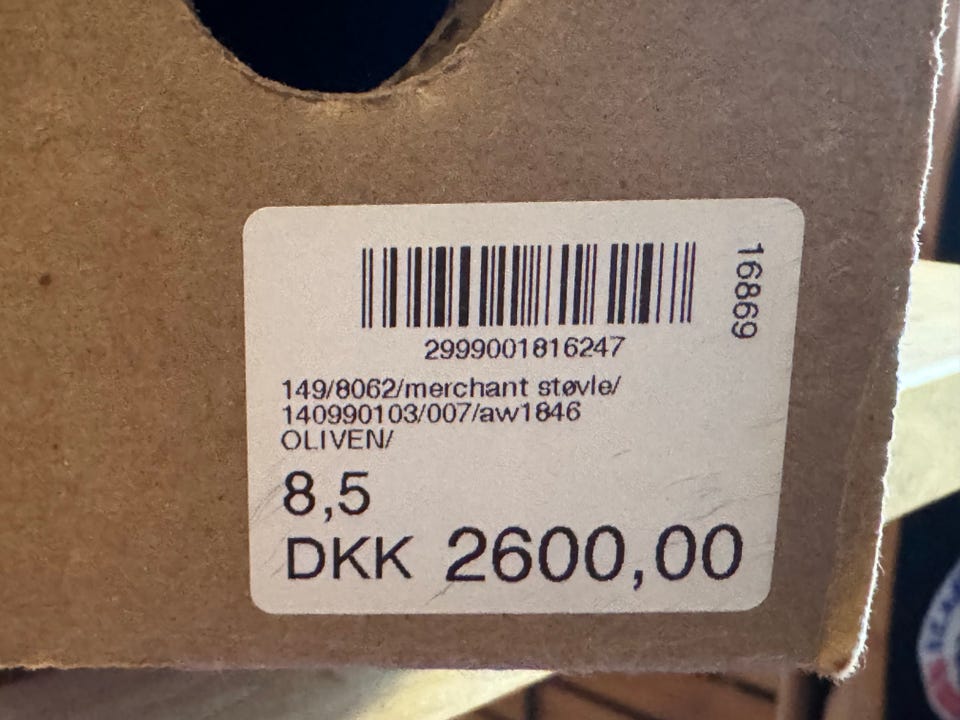 16869
2999001816247
149/8062/merchant støvle/
140990103/007/aw1846
OLIVEN/
8,5
DKK 2600,00